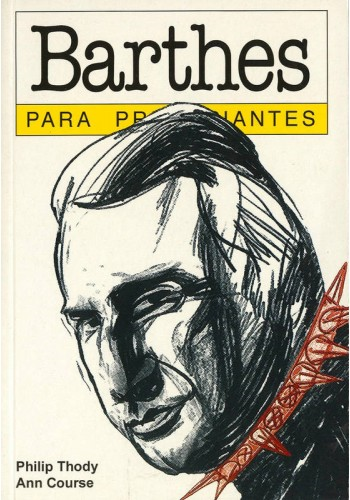 Barthes
PARA PR IANTES
Philip Thody
Ann Course